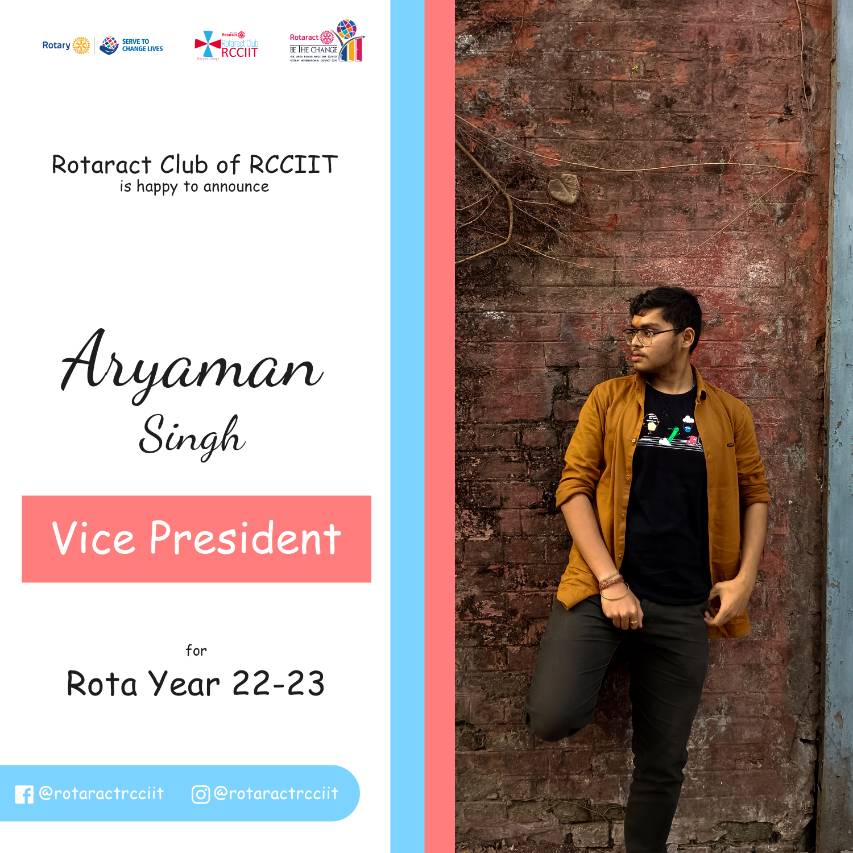 Rotary
SERVE TO
CHANGE LIVES
Rotaract Club
RCCIIT
Rotaract
BE THE CHANGE
Rotaract Club of RCCIIT
is happy to announce
Aryaman
Singh
Vice President
for
Rota Year 22-23
@rotaractrcciit @rotaractrcciit